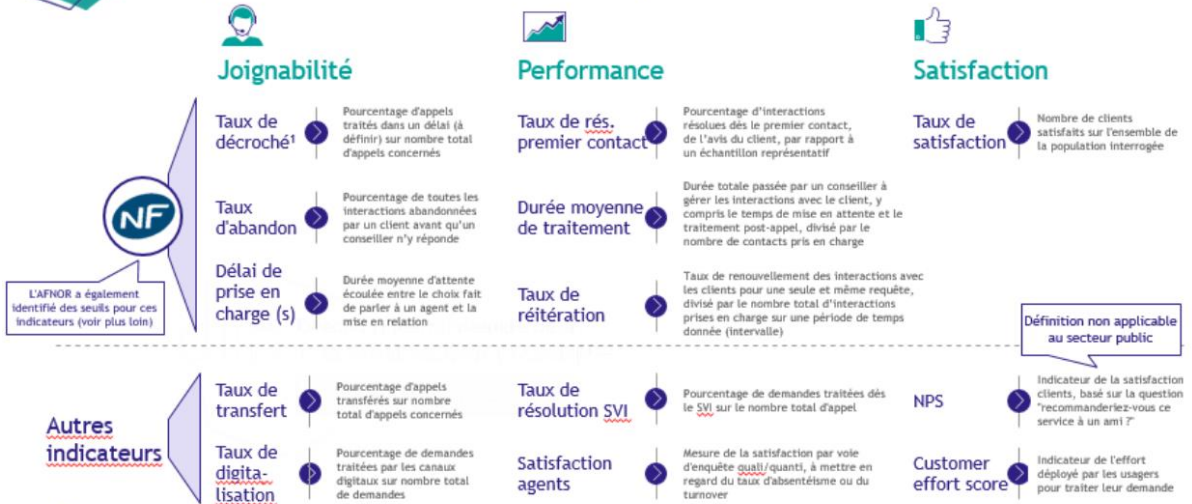 Joignabilité
Performance
Satisfaction
Taux de
décroché¹
Pourcentage d'appels
traités dans un délai (à
définir) sur nombre total
d'appels concernés
Taux de rés.
premier contact
Pourcentage d'interactions
résolues dès le premier contact,
de l'avis du client, par rapport à
un échantillon représentatif
Taux de
satisfaction
Nombre de clients
satisfaits sur l'ensemble de
la population interrogée
NF
Taux
d'abandon
Pourcentage de toutes les
interactions abandonnées
par un client avant qu'un
conseiller n'y réponde
Durée moyenne
de traitement
Durée totale passée par un conseiller à
gérer les interactions avec le client, y
compris le temps de mise en attente et le
traitement post-appel, divisé par le
nombre de contacts pris en charge
L'AFNOR a également
identifié des seuils pour ces
indicateurs (voir plus loin)
Délai de
prise en
charge (s)
Durée moyenne d'attente
écoulée entre le choix fait
de parler à un agent et la
mise en relation
Taux de
réitération
Taux de renouvellement des interactions avec
les clients pour une seule et même requête,
divisé par le nombre total d'interactions
prises en charge sur une période de temps
donnée (intervalle)
Définition non applicable
au secteur public
Autres
indicateurs
Taux de
transfert
Pourcentage d'appels
transférés sur nombre
total d'appels concernés
Taux de
résolution SVI
Pourcentage de demandes traitées dès
le SVI sur le nombre total d'appel
NPS
Indicateur de la satisfaction
clients, basé sur la question
"recommanderiez-vous ce
service à un ami ?"
Taux de
digita-
lisation
Pourcentage de demandes
traitées par les canaux
digitaux sur nombre total
de demandes
Satisfaction
agents
Mesure de la satisfaction par voie
d'enquête quali/quanti, à mettre en
regard du taux d'absentéisme ou du
turnover
Customer
effort score
Indicateur de l'effort
déployé par les usagers
pour traiter leur demande